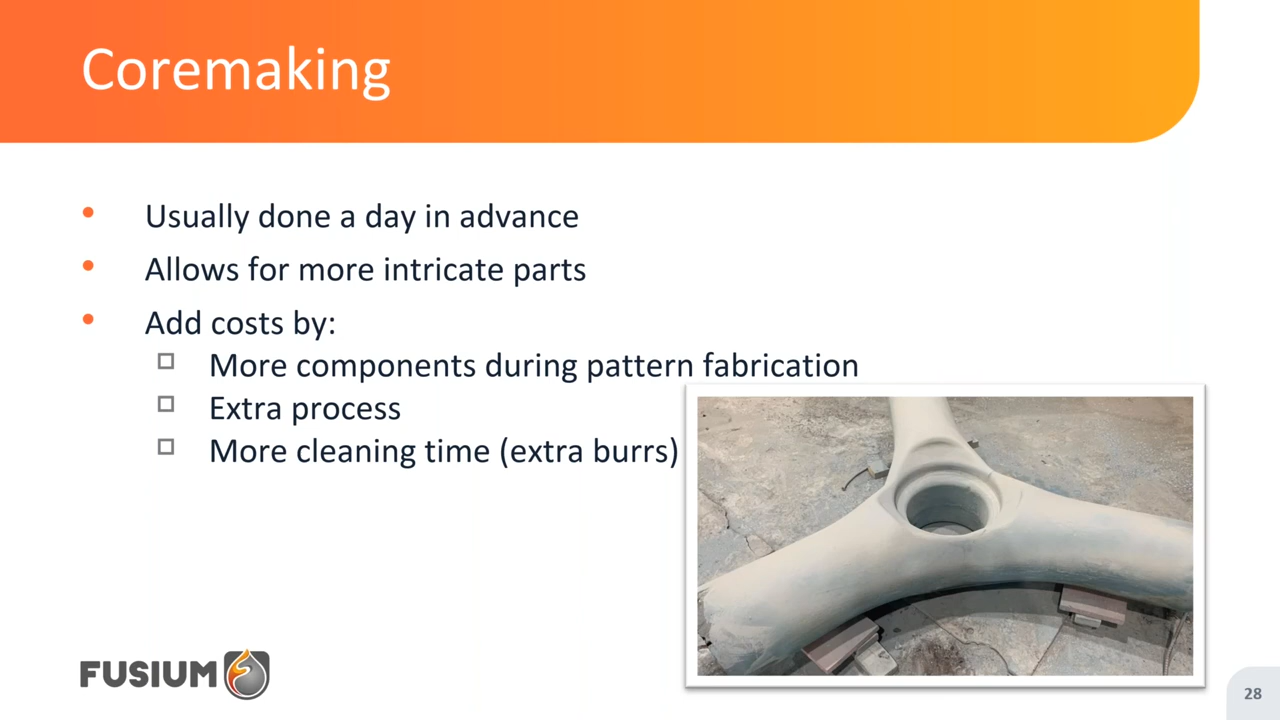 Coremaking
Usually done a day in advance
Allows for more intricate parts
Add costs by:
More components during pattern fabrication
Extra process
More cleaning time (extra burrs)
FUSIUM
28